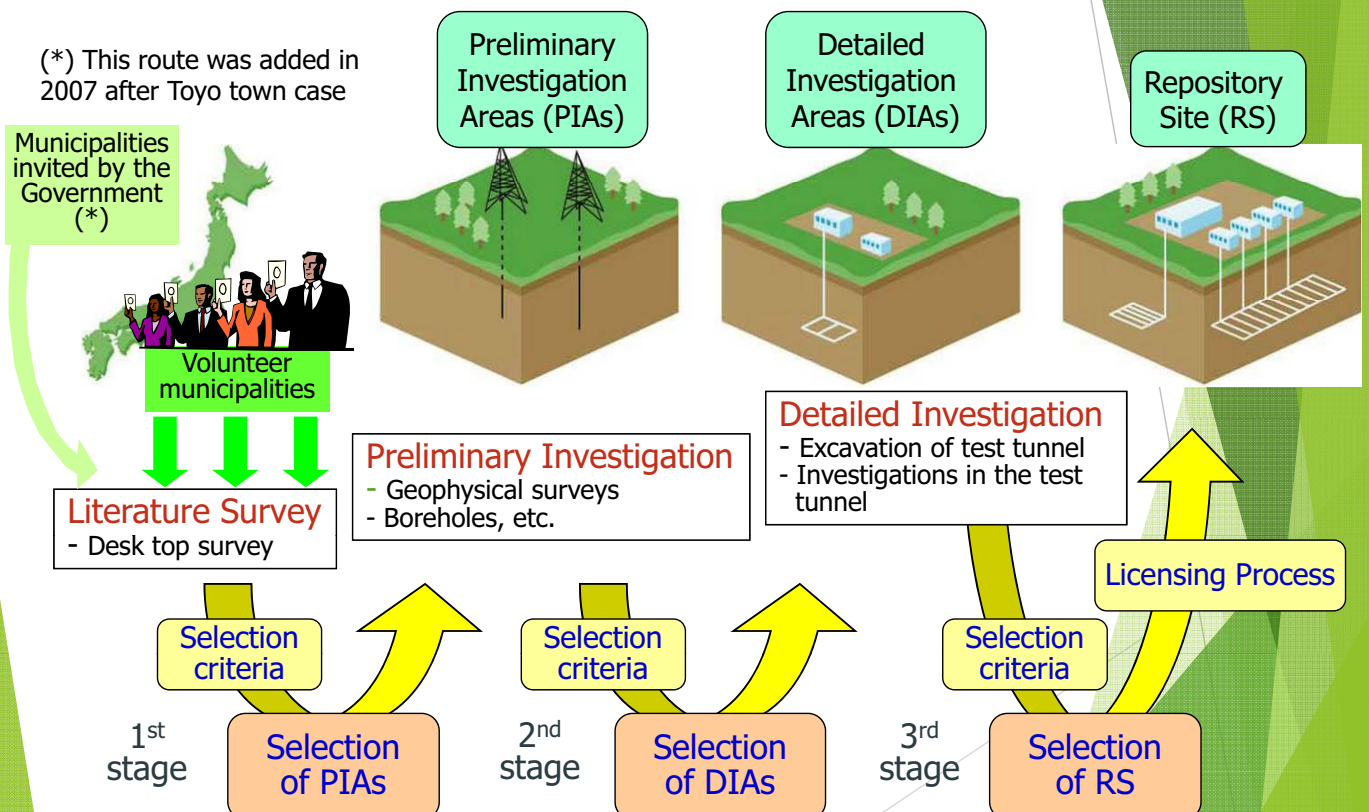 (*) This route was added in
2007 after Toyo town case
Municipalities
invited by the
Government
(*)
Volunteer
municipalities
Preliminary
Investigation
Areas (PIAs)
Detailed
Investigation
Areas (DIAs)
Repository
Site (RS)
Literature Survey
- Desk top survey
Preliminary Investigation
- Geophysical surveys
- Boreholes, etc.
Detailed Investigation
- Excavation of test tunnel
- Investigations in the test
tunnel
Licensing Process
Selection
criteria
Selection
criteria
Selection
criteria
1st
stage
Selection
of PIAs
2nd
stage
Selection
of DIAs
3rd
stage
Selection
of RS